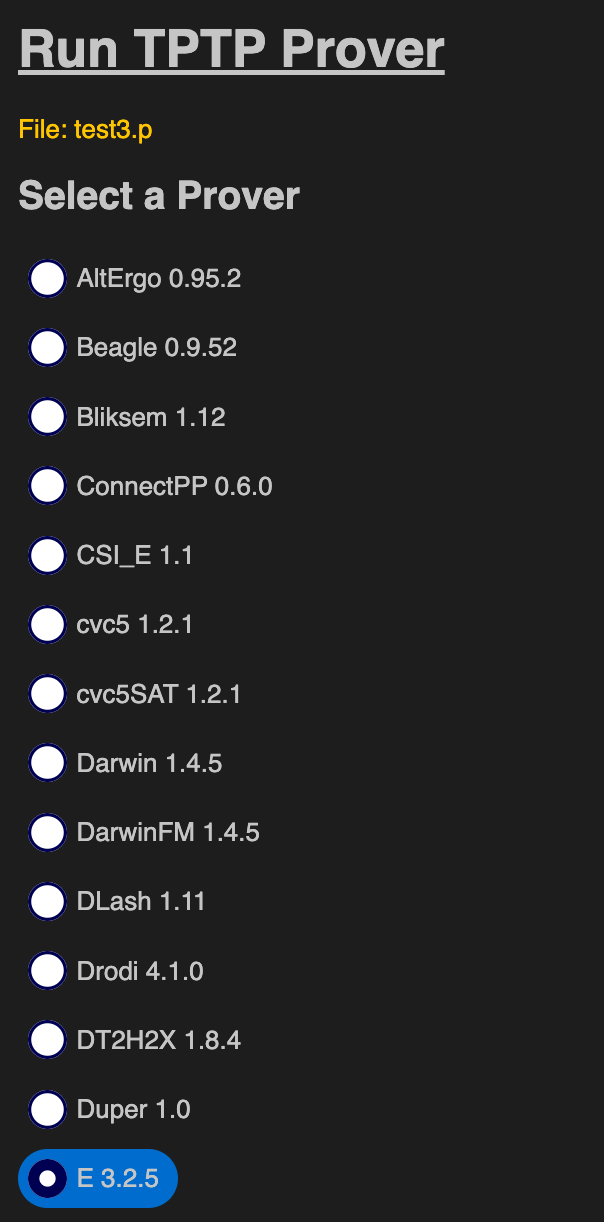 Run TPTP Prover
File: test3.p
Select a Prover
AltErgo 0.95.2
Beagle 0.9.52
Bliksem 1.12
ConnectPP 0.6.0
CSI_E 1.1
cvc5 1.2.1
cvc5SAT 1.2.1
Darwin 1.4.5
DarwinFM 1.4.5
DLash 1.11
Drodi 4.1.0
DT2H2X 1.8.4
Duper 1.0
E 3.2.5